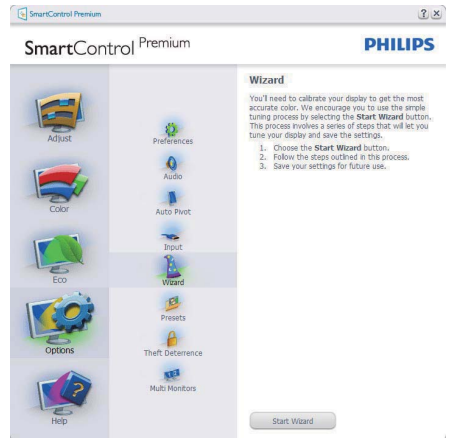 SmartControl Premium
SmartControl Premium
PHILIPS
Adjust
Color
Eco
Options
Help
Preferences
Audio
Auto Pivot
Input
Wizard
Presets
Theft Deterrence
Multi Monitors
Wizard
You'll need to calibrate your display to get the most
accurate color. We encourage you to use the simple
tuning process by selecting the Start Wizard button.
This process involves a series of steps that will let you
tune your display and save the settings.
1. Choose the Start Wizard button.
2. Follow the steps outlined in this process.
3. Save your settings for future use.
Start Wizard